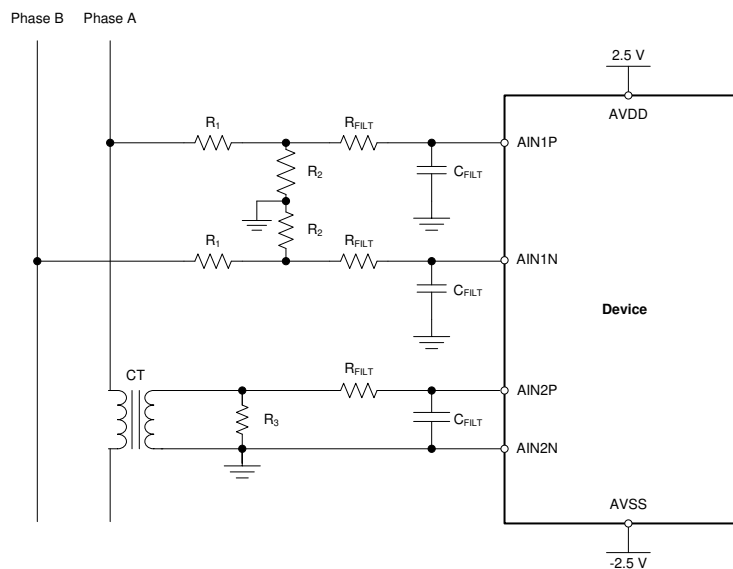 Phase B
Phase A
2.5 V
AVDD
R1
RFILT
AIN1P
R2
CFILT
R2
R1
RFILT
AIN1N
CFILT
Device
CT
RFILT
AIN2P
R3
CFILT
AIN2N
AVSS
-2.5 V